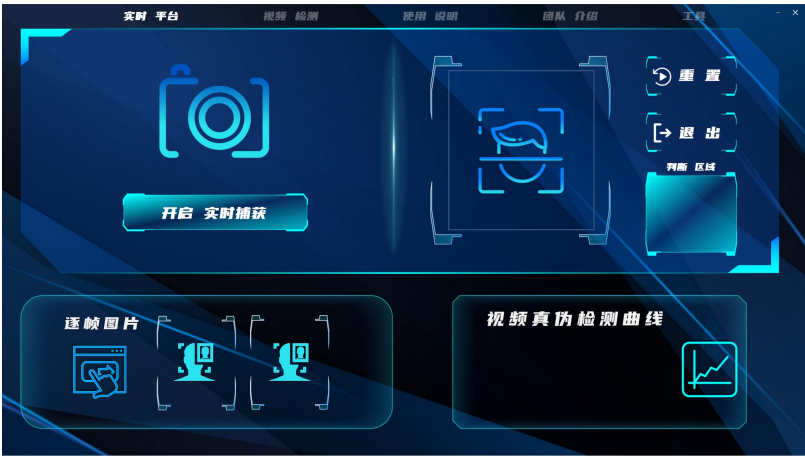 实时 平台
视频 检测
使用 说明
团队 介绍
工具
重 置
退 出
判断 区域
开启 实时捕获
逐帧图片
视频真伪检测曲线